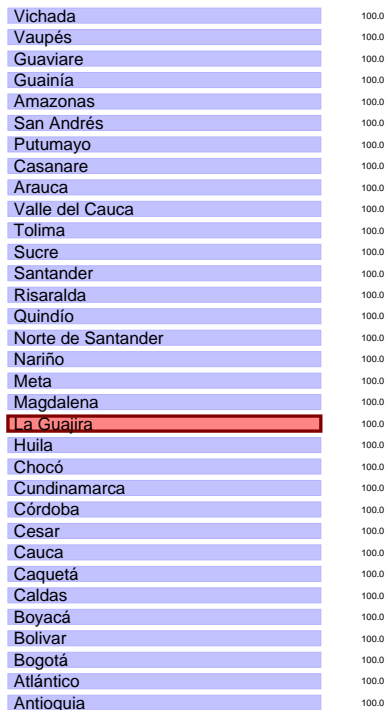 Vichada 100.0
Vaupés 100.0
Guaviare 100.0
Guainía 100.0
Amazonas 100.0
San Andrés 100.0
Putumayo 100.0
Casanare 100.0
Arauca 100.0
Valle del Cauca 100.0
Tolima 100.0
Sucre 100.0
Santander 100.0
Risaralda 100.0
Quindío 100.0
Norte de Santander 100.0
Nariño 100.0
Meta 100.0
Magdalena 100.0
La Guajira 100.0
Huila 100.0
Chocó 100.0
Cundinamarca 100.0
Córdoba 100.0
Cesar 100.0
Cauca 100.0
Caquetá 100.0
Caldas 100.0
Boyacá 100.0
Bolivar 100.0
Bogotá 100.0
Atlántico 100.0
Antioquia 100.0